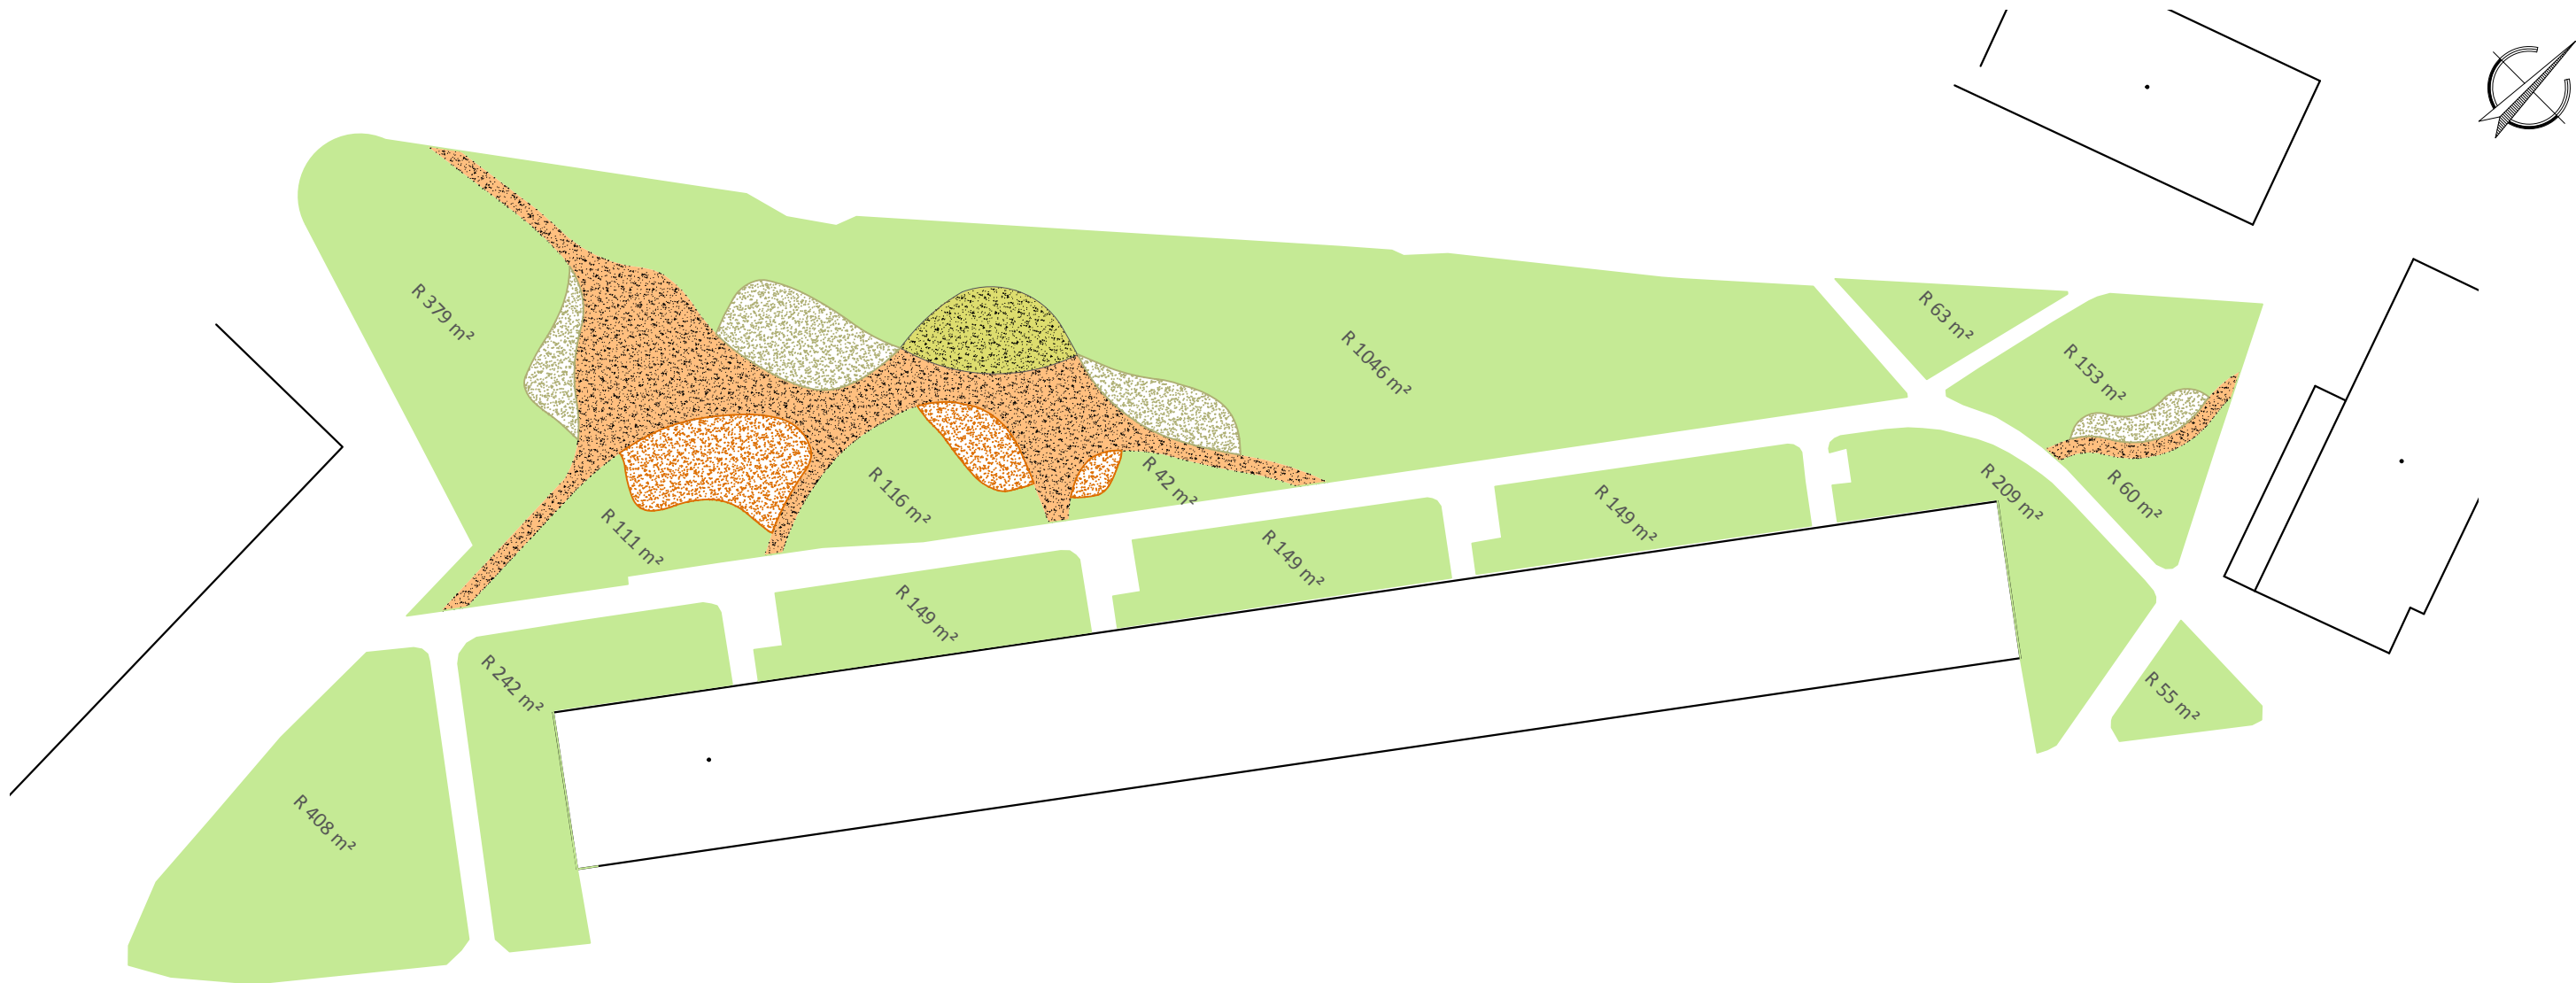 R 379 m²
R 1046 m²
R 63 m²
R 153 m²
R 116 m²
R 42 m²
R 111 m²
R 149 m²
R 209 m²
R 60 m²
R 149 m²
R 149 m²
R 242 m²
R 55 m²
R 408 m²